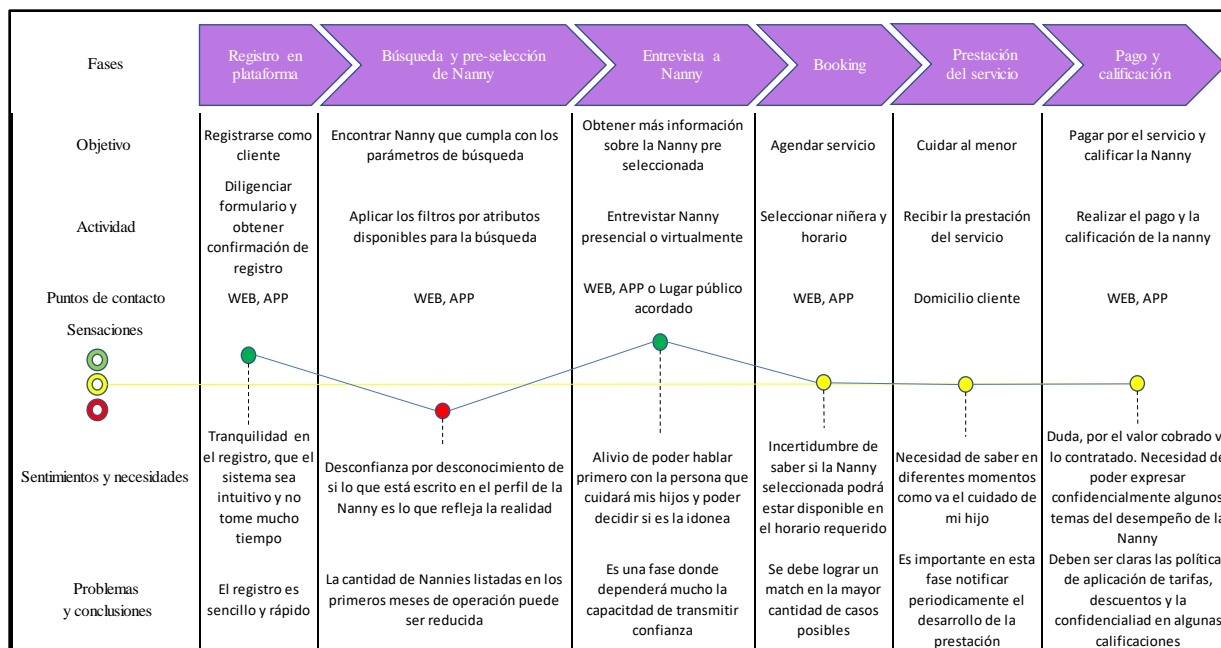 Fases
Registro en
plataforma
Búsqueda y pre-selección
de Nanny
Entrevista a
Nanny
Booking
Prestación
del servicio
Pago y
calificación
Objetivo
Registrarse como
cliente
Encontrar Nanny que cumpla con los
parámetros de búsqueda
Obtener más información
sobre la Nanny pre
seleccionada
Agendar servicio
Cuidar al menor
Pagar por el servicio y
calificar la Nanny
Actividad
Diligenciar
formulario y
obtener
confirmación de
registro
Aplicar los filtros por atributos
disponibles para la búsqueda
Entrevistar Nanny
presencial o virtualmente
Seleccionar niñera y
horario
Recibir la prestación
del servicio
Realizar el pago y la
calificación de la nanny
Puntos de contacto
WEB, APP
WEB, APP
WEB, APP o Lugar público
acordado
WEB, APP
Domicilio cliente
WEB, APP
Sensaciones
Sentimientos y necesidades
Tranquilidad en
el registro, que el
sistema sea
intuitivo y no
tome mucho
tiempo
Desconfianza por desconocimiento de
si lo que está escrito en el perfil de la
Nanny es lo que refleja la realidad
Alivio de poder hablar
primero con la persona que
cuidará mis hijos y poder
decidir si es la idonea
Incertidumbre de
saber si la Nanny
seleccionada podrá
estar disponible en
el horario requerido
Necesidad de saber en
diferentes momentos
como va el cuidado de
mi hijo
Duda, por el valor cobrado v
lo contratado. Necesidad de
poder expresar
confidencialmente algunos
temas del desempeño de la
Nanny
Problemas
y conclusiones
El registro es
sencillo y rápido
La cantidad de Nannies listadas en los
primeros meses de operación puede
ser reducida
Es una fase donde
dependerá mucho la
capacitdad de transmitir
confianza
Se debe lograr un
match en la mayor
cantidad de casos
posibles
Es importante en esta
fase notificar
periodicamente el
desarrollo de la
prestación
Deben ser claras las política
de aplicación de tarifas,
descuentos y la
confidencialiad en algunas
calificaciones